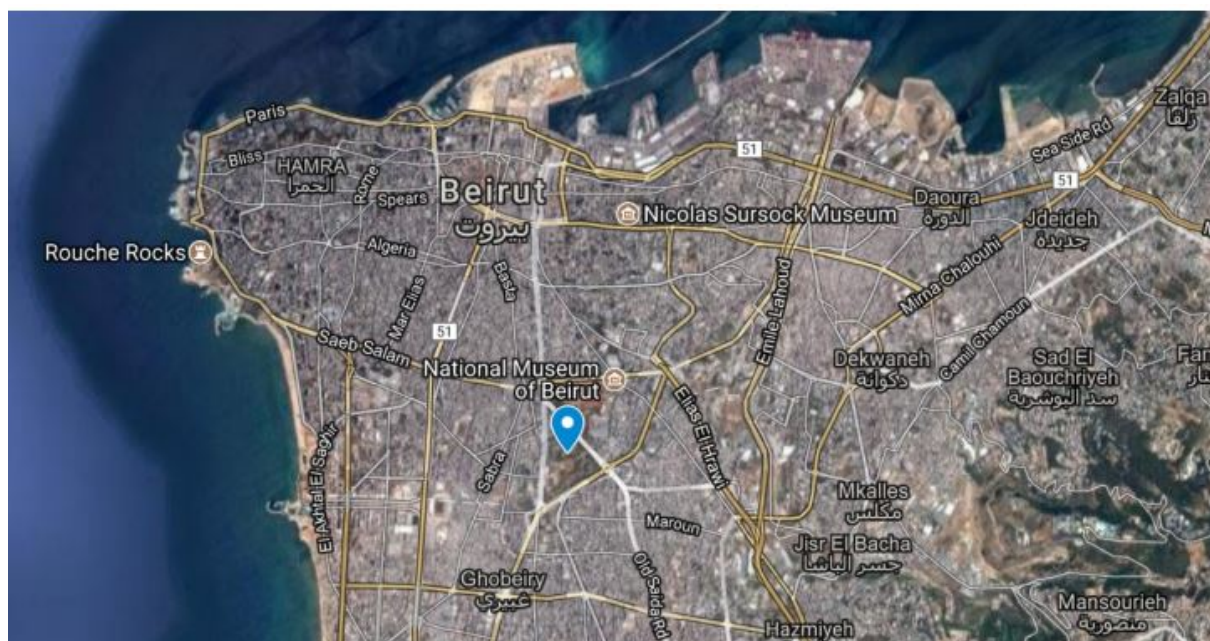 Paris
Bliss
HAMRA
الحمرا
Rome
Spears
Beirut
بيروت
Nicolas Sursock Museum
51
51
Zalqa
زلقا
Sea Side Rd
Daoura
الدورة
Jdeideh
جديدة
Rouche Rocks
Algeria
Basta
Mar Elias
51
Saeb Salam
National Museum
of Beirut
Emile Lahoud
Mirna Chalouhi
Camil Chamoun
Dekwaneh
دكوانة
Sad El
Baouchriyeh
سد البوشرية
Elias El Hrawi
El Akhtal El Saghir
Sabra
Maroun
Mkalles
مكلس
Jisr El Bacha
جسر الباشا
Ghobeiry
غبيري
Old Saida Rd
Hazmiyeh
Mansourieh
منصورية